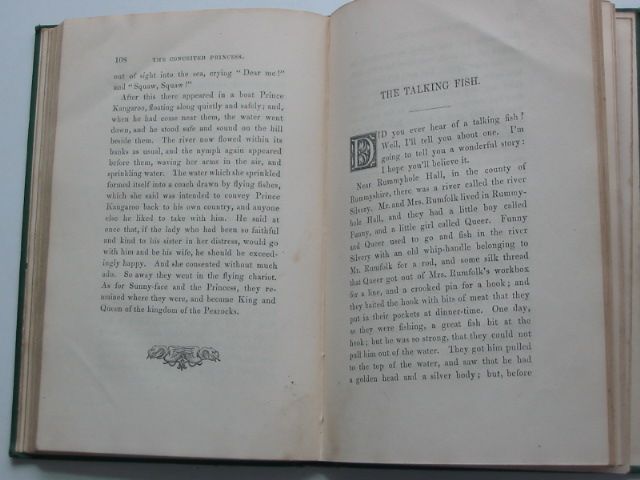 108 THE CONCEITED PRINCESS.
out of sight into the sea, crying "Dear me!"
and "Squaw, Squaw!"
After this there appeared in a boat Prince
Kangaroo, floating along quietly and safely; and,
when he had come near them, the water went
down, and he stood safe and sound on the hill
beside them. The river now flowed within its
banks as usual, and the nymph again appeared
before them, waving her arms in the air, and
sprinkling water. The water which she sprinkled
formed itself into a coach drawn by flying fishes,
which she said was intended to convey Prince
Kangaroo back to his own country, and anyone
else he liked to take with him. He said at
once that, if the lady who had been so faithful
and kind to his sister in her distress, would go
with him and be his wife, he should be exceed-
ingly happy. And she consented without much
ado. So away they went in the flying chariot.
As for Sunny-face and the Princess, they re-
mained where they were, and became King and
Queen of the kingdom of the Peacocks.
THE TALKING FISH.
DID you ever hear of a talking fish?
Well, I'll tell you about one. I'm
going to tell you a wonderful story:
I hope you'll believe it.
Near Rummyhole Hall, in the county of
Rummyshire, there was a river called the river
Silvery. Mr. and Mrs. Rumfolk lived in Rummy-
hole Hall, and they had a little boy called
Funny, and a little girl called Queer. Funny
and Queer used to go and fish in the river
Silvery with an old whip-handle belonging to
Mr. Rumfolk for a rod, and some silk thread
that Queer got out of Mrs. Rumfolk's workbox
for a line, and a crooked pin for a hook; and
they baited the hook with bits of meat that they
put in their pockets at dinner-time. One day,
as they were fishing, a great fish bit at the
hook; but he was so strong, that they could not
pull him out of the water. They got him pulled
to the top of the water, and saw that he had
a golden head and a silver body; but, before